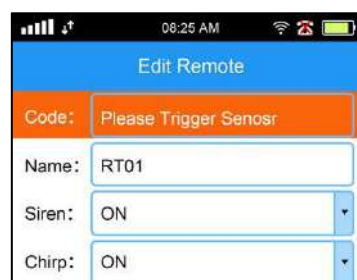 08:25 AM
Edit Remote
Code: Please Trigger Senosr
Name: RT01
Siren: ON
Chirp: ON